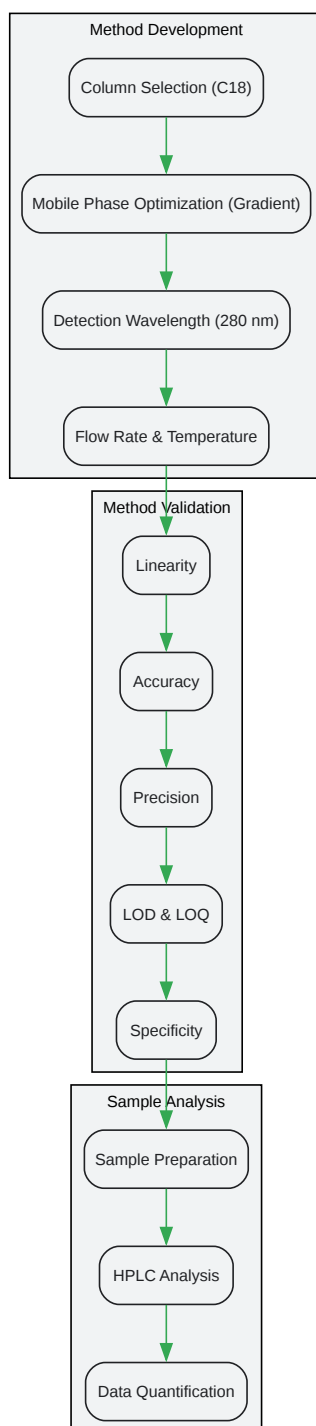 Method Development
Column Selection (C18)
Mobile Phase Optimization (Gradient)
Detection Wavelength (280 nm)
Flow Rate & Temperature
Method Validation
Linearity
Accuracy
Precision
LOD & LOQ
Specificity
Sample Analysis
Sample Preparation
HPLC Analysis
Data Quantification